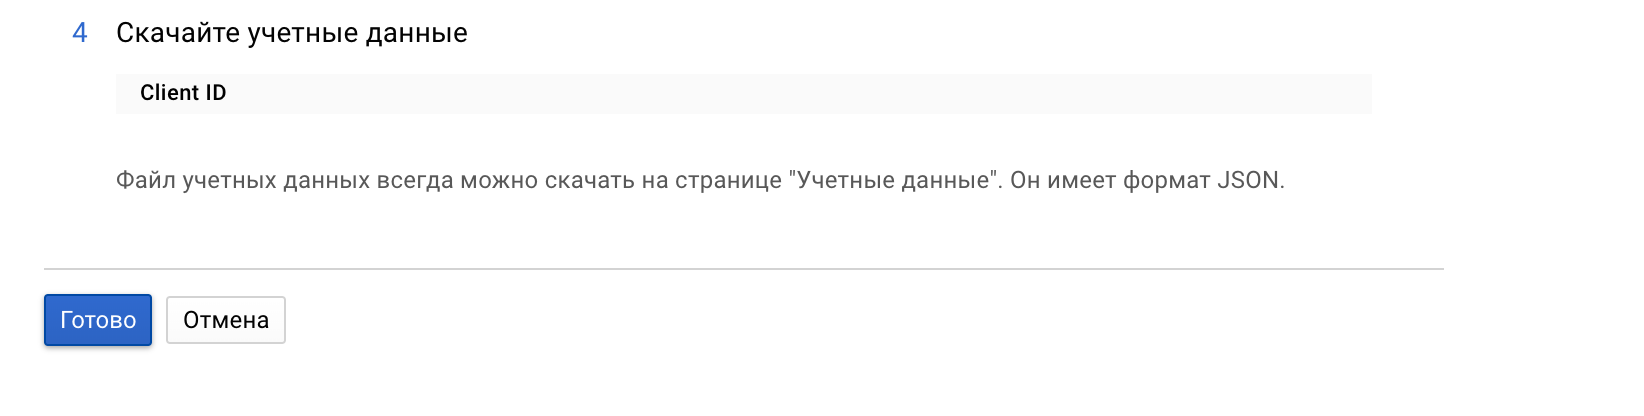 4 Скачайте учетные данные
Client ID
Файл учетных данных всегда можно скачать на странице "Учетные данные". Он имеет формат JSON.
Готово Отмена